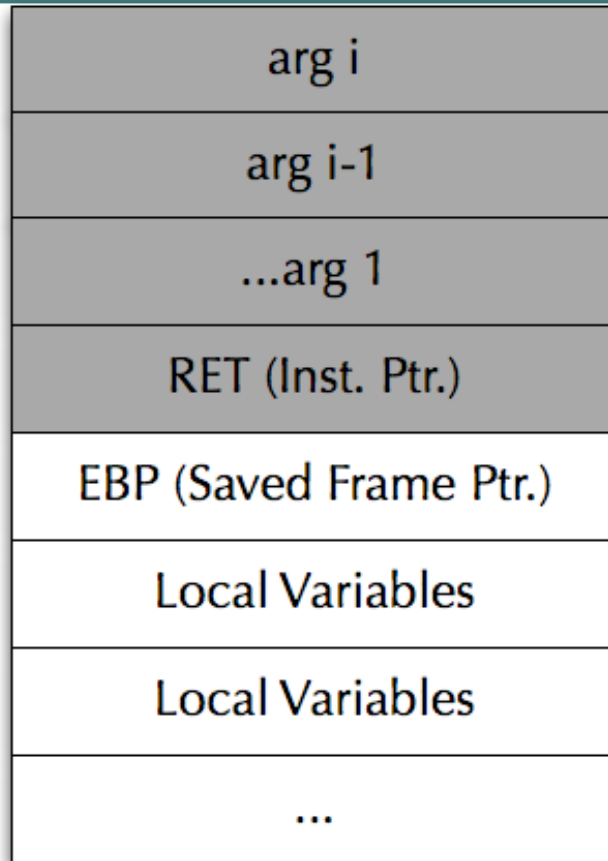 arg i
arg i-1
...arg 1
RET (Inst. Ptr.)
EBP (Saved Frame Ptr.)
Local Variables
Local Variables
...